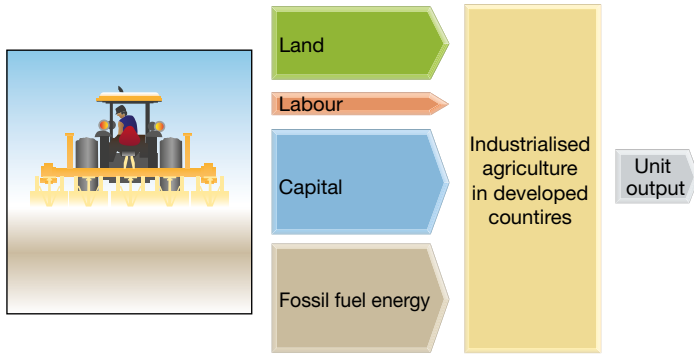 Land
Labour
Capital
Fossil fuel energy
Industrialised
agriculture
in developed
countires
Unit
output